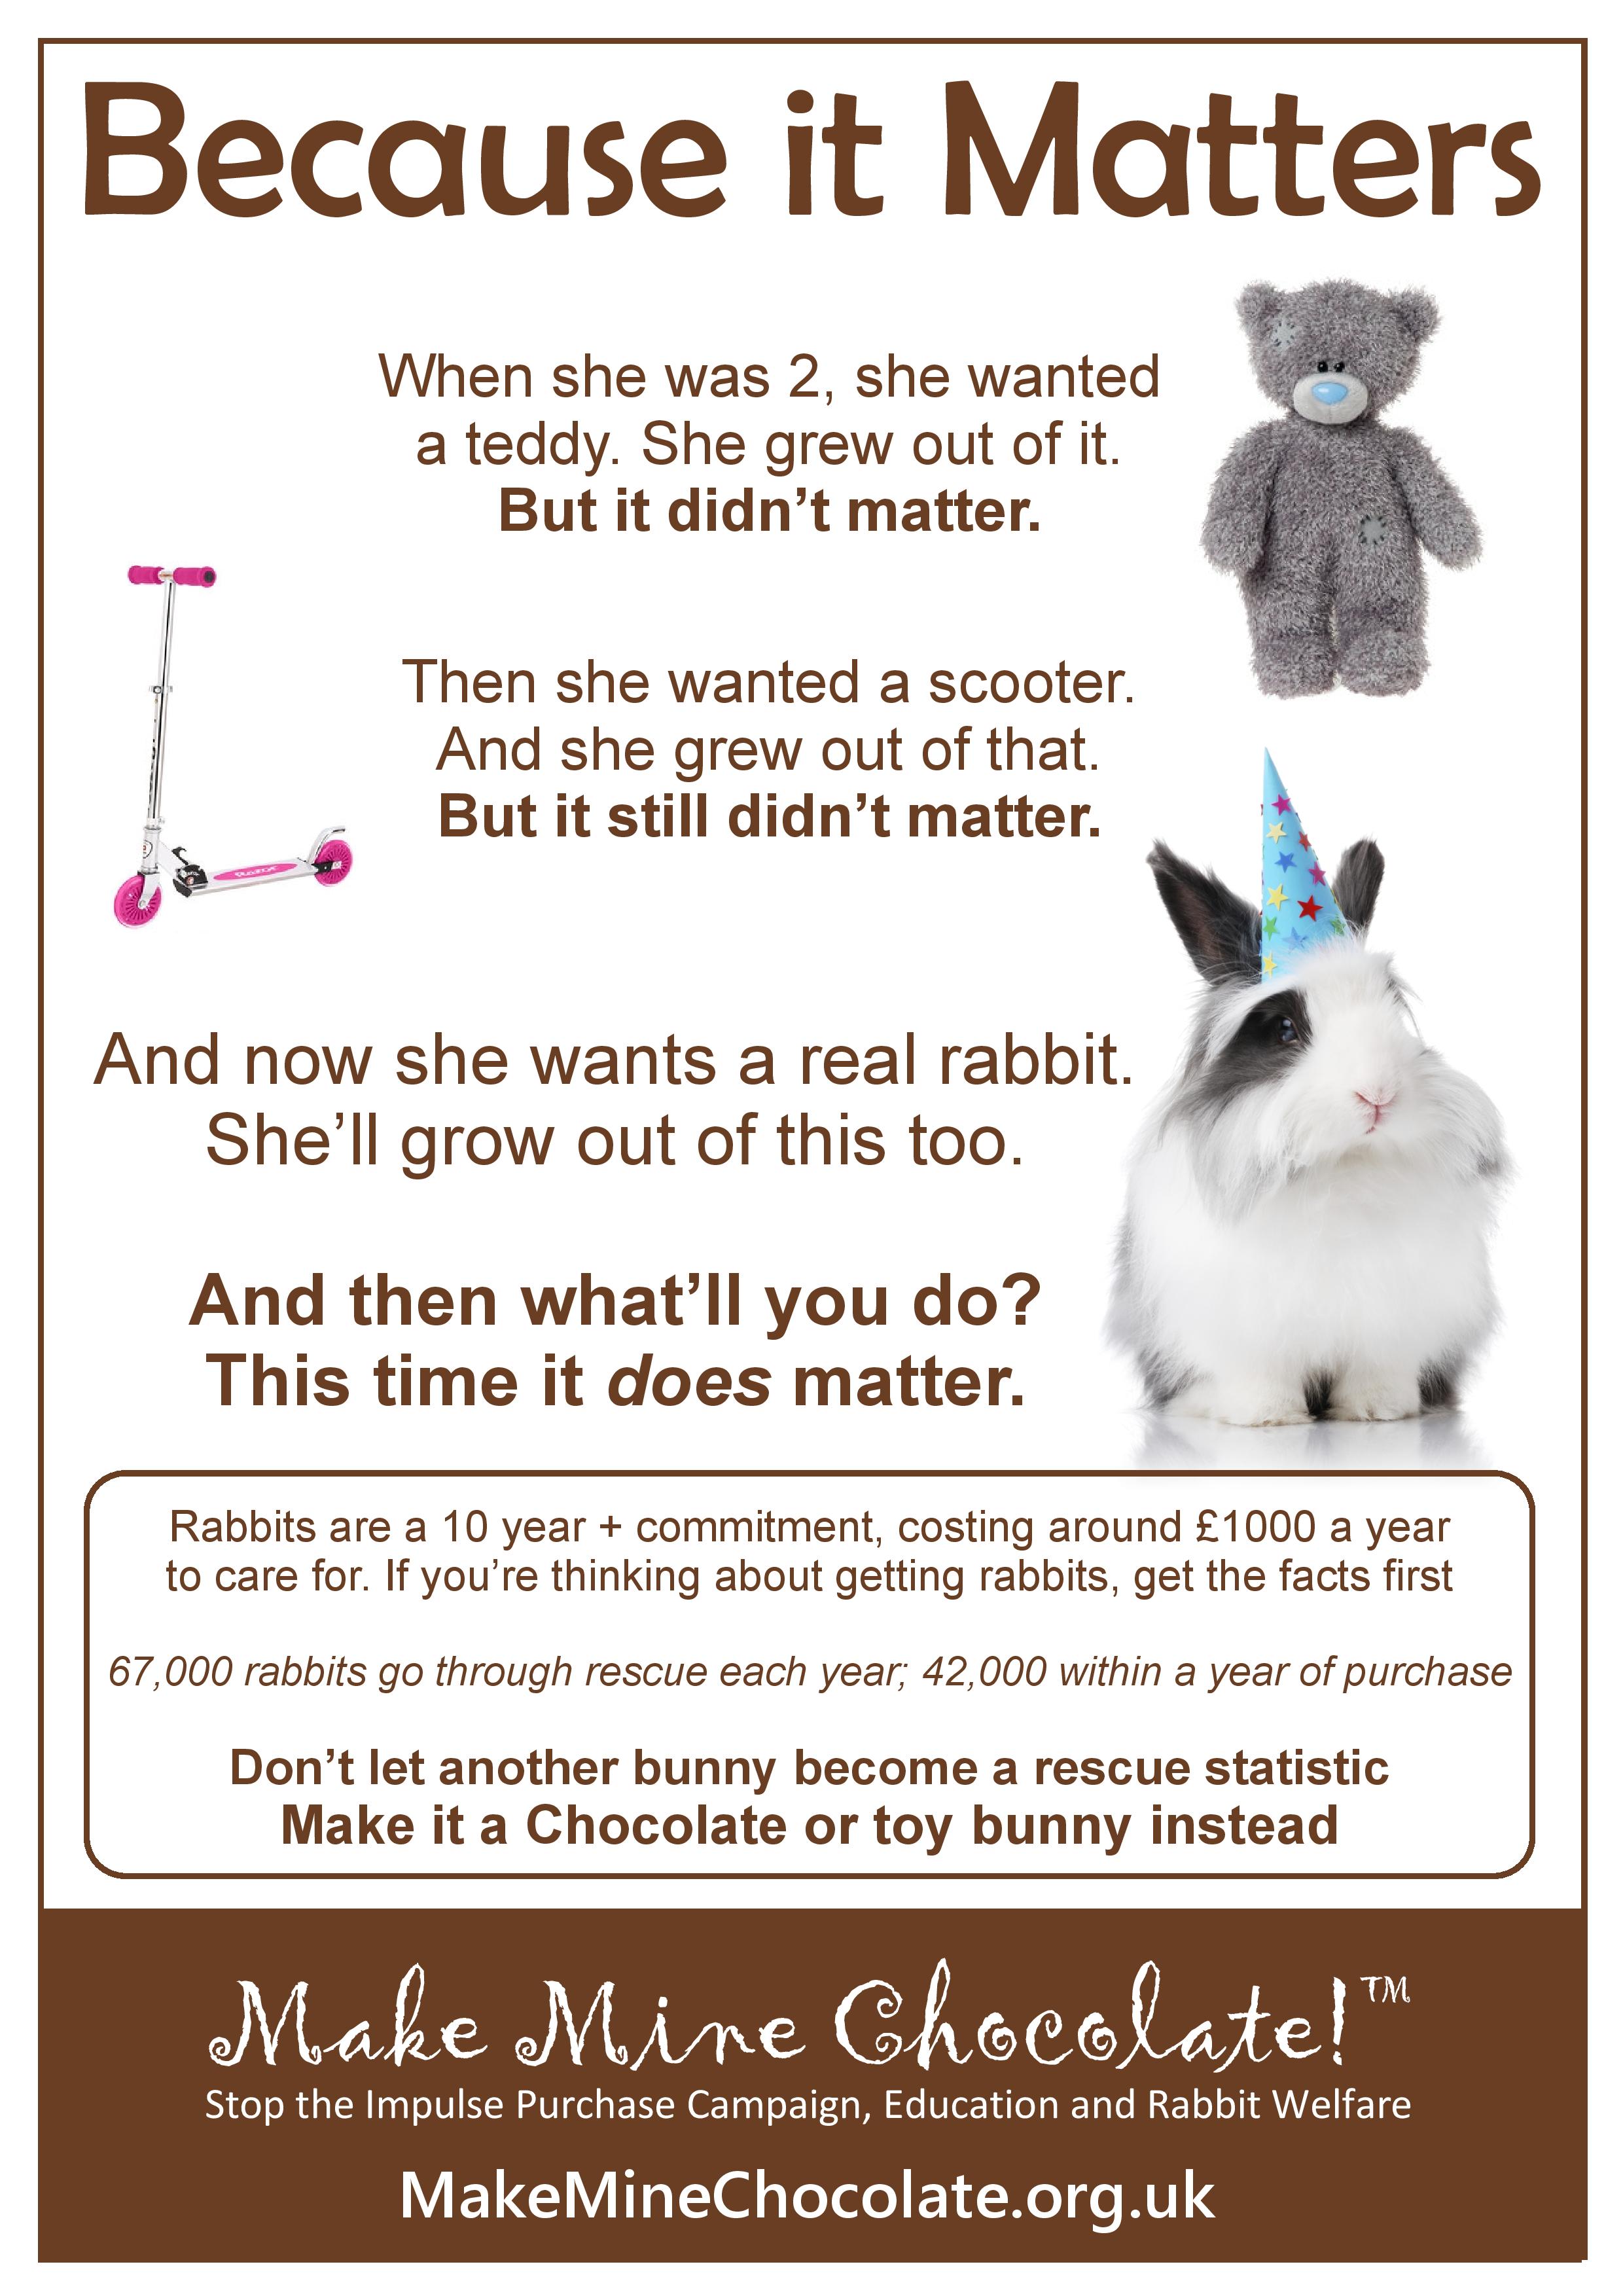 Because it Matters
When she was 2, she wanted
a teddy. She grew out of it.
But it didn’t matter.
Then she wanted a scooter.
And she grew out of that.
But it still didn’t matter.
And now she wants a real rabbit.
She’ll grow out of this too.
And then what’ll you do?
This time it does matter.
Rabbits are a 10 year + commitment, costing around £1000 a year
to care for. If you’re thinking about getting rabbits, get the facts first
67,000 rabbits go through rescue each year; 42,000 within a year of purchase
Don’t let another bunny become a rescue statistic
Make it a Chocolate or toy bunny instead
Make Mine Chocolate!™
Stop the Impulse Purchase Campaign, Education and Rabbit Welfare
MakeMineChocolate.org.uk